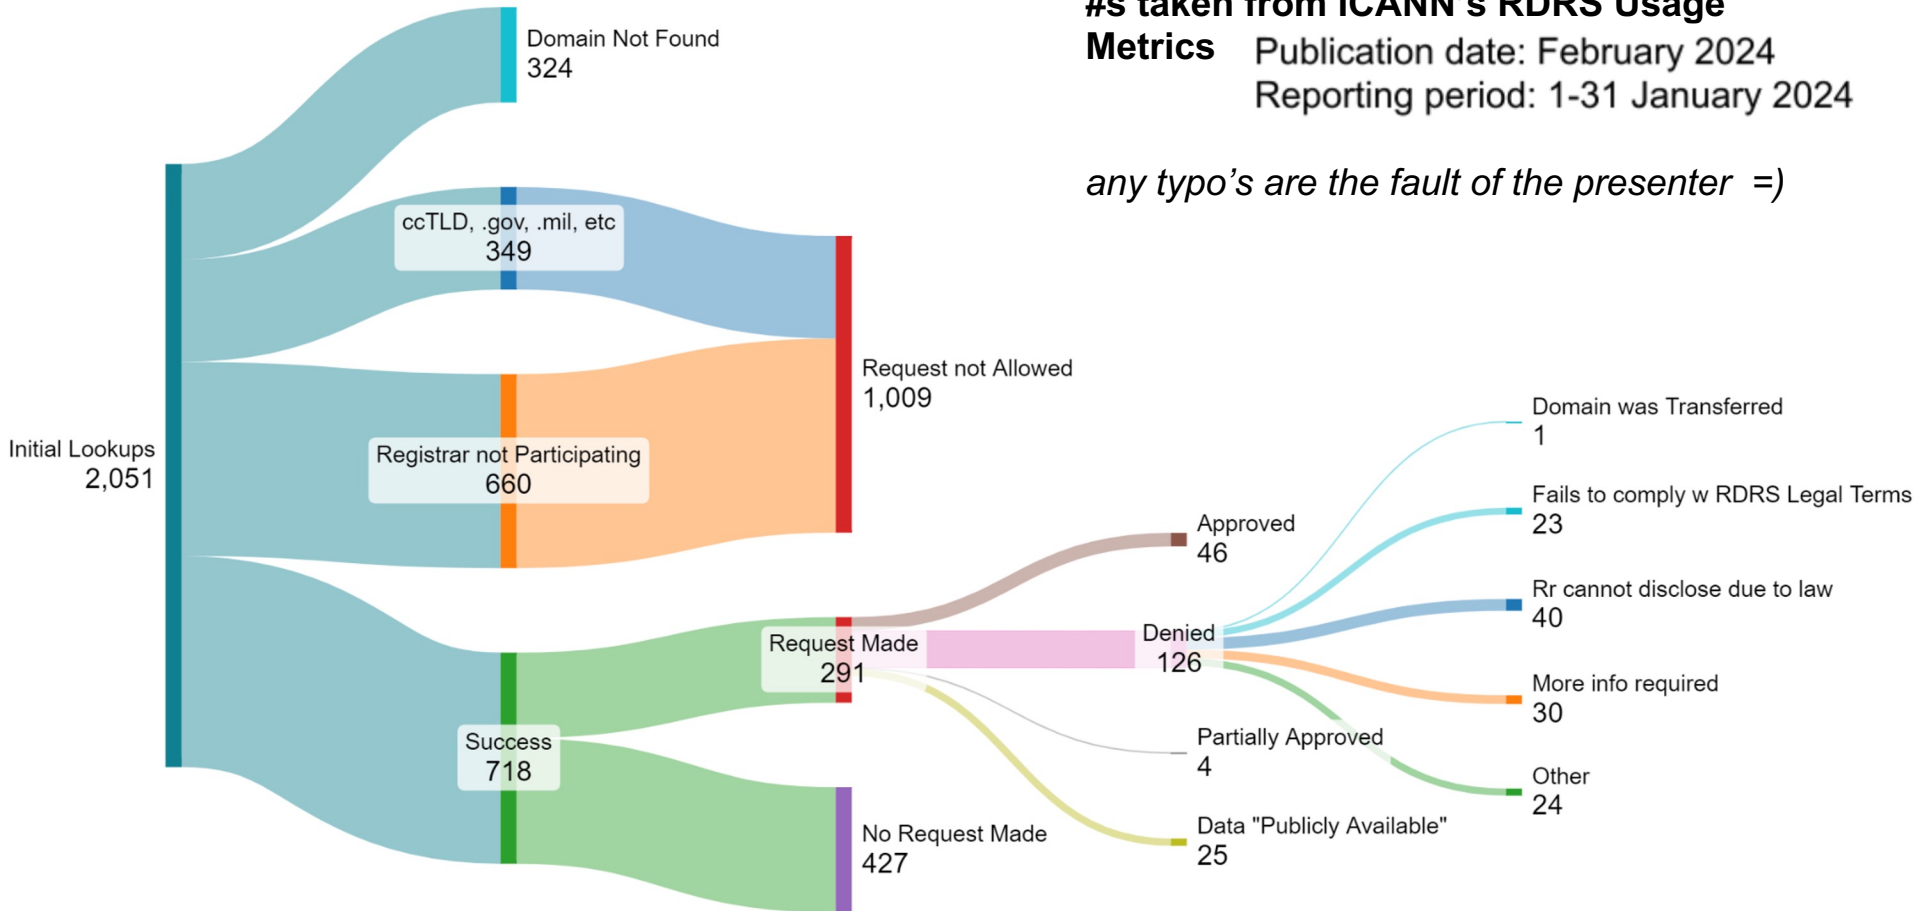 #s taken from ICANN's RDRS Usage
Metrics
Publication date: February 2024
Reporting period: 1-31 January 2024
any typo's are the fault of the presenter =)
Domain Not Found
324
ccTLD, .gov, .mil, etc
349
Registrar not Participating
660
Initial Lookups
2,051
Success
718
Request not Allowed
1,009
Request Made
291
No Request Made
427
Approved
46
Denied
126
Partially Approved
4
Data "Publicly Available"
25
Domain was Transferred
1
Fails to comply w RDRS Legal Terms
23
Rr cannot disclose due to law
40
More info required
30
Other
24